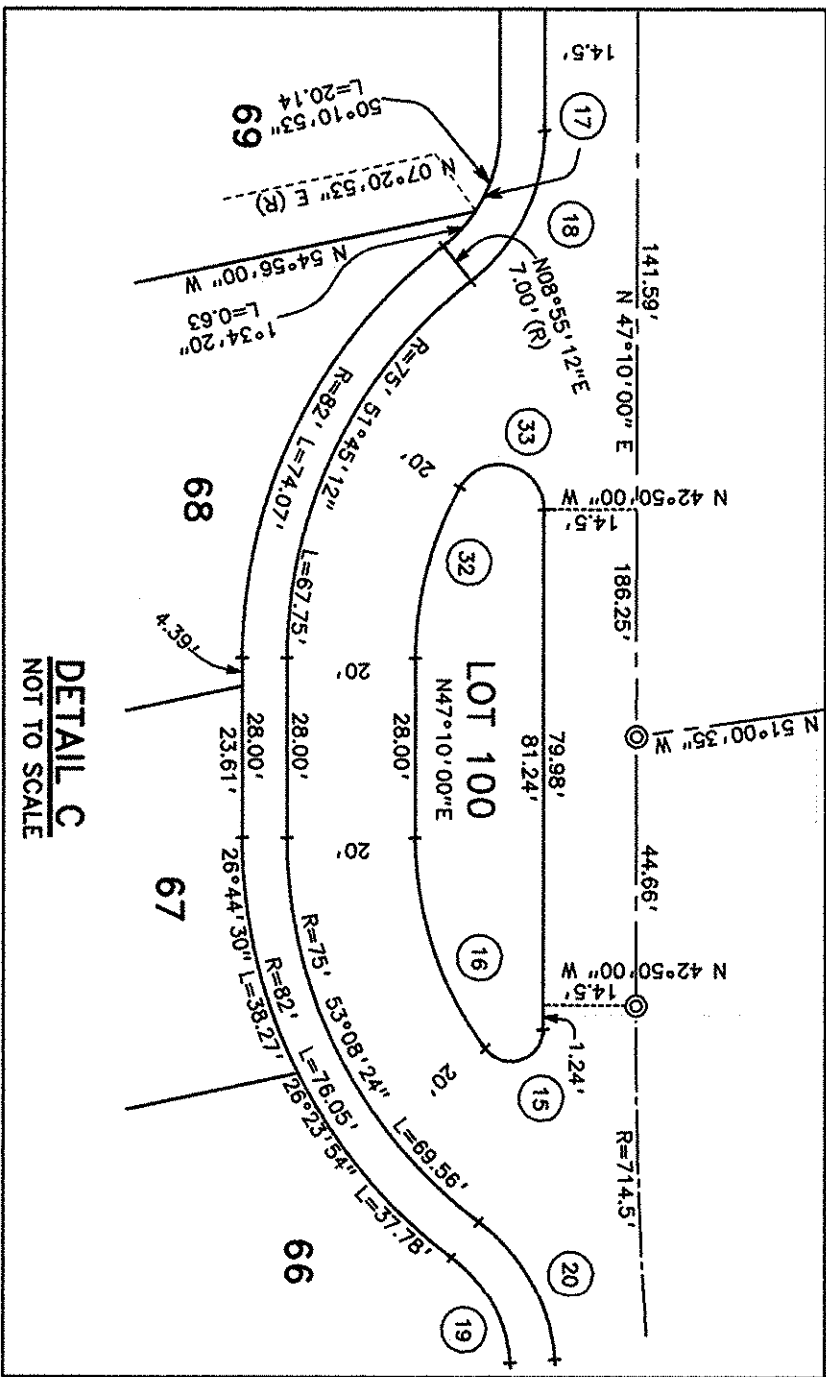 14.5'
17
141.59'
N 47°10'00" E
18
N08°55'12"E
7.00' (R)
50°10'53"
L=20.14
69
N 07°20'53" E (R)
N 54°56'00" W
1°34'20"
L=0.63
R=75' 51°45'12" L=67.75'
R=82' L=74.07'
68
33
20'
32
N 42°50'00" W
14.5'
186.25'
N 51°00'35" W
LOT 100
N47°10'00"E
79.98'
81.24'
20'
28.00'
28.00'
28.00'
23.61'
4.39'
20'
44.66'
N 42°50'00" W
14.5'
1.24'
15
16
20'
R=714.5'
R=75' 53°08'24" L=69.56'
R=82' L=76.05'
26°44'30" L=38.27'
26°23'54" L=37.78'
67
66
20
19
DETAIL C
NOT TO SCALE